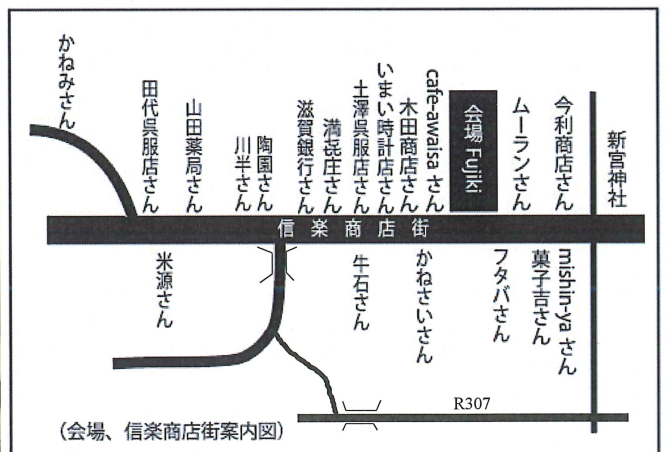 かねみさん
田代呉服店さん
山田薬局さん
川半さん
陶園さん
滋賀銀行さん
満㐂庄さん
土澤呉服店さん
いまい時計店さん
木田商店さん
cafe-awaisa さん
会場 Fujiki
ムーランさん
今利商店さん
新宮神社
信楽商店街
米源さん
牛石さん
かねさいさん
フタバさん
菓子吉さん
mishin-ya さん
R307
（会場、信楽商店街案内図）